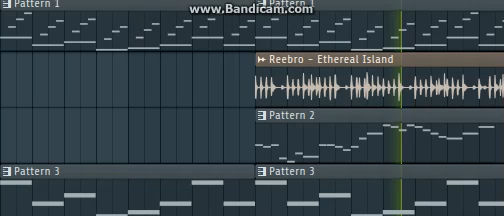 www.Bandicam.com
Pattern 1
Pattern 1
Reebro - Ethereal Island
Pattern 2
Pattern 3
Pattern 3